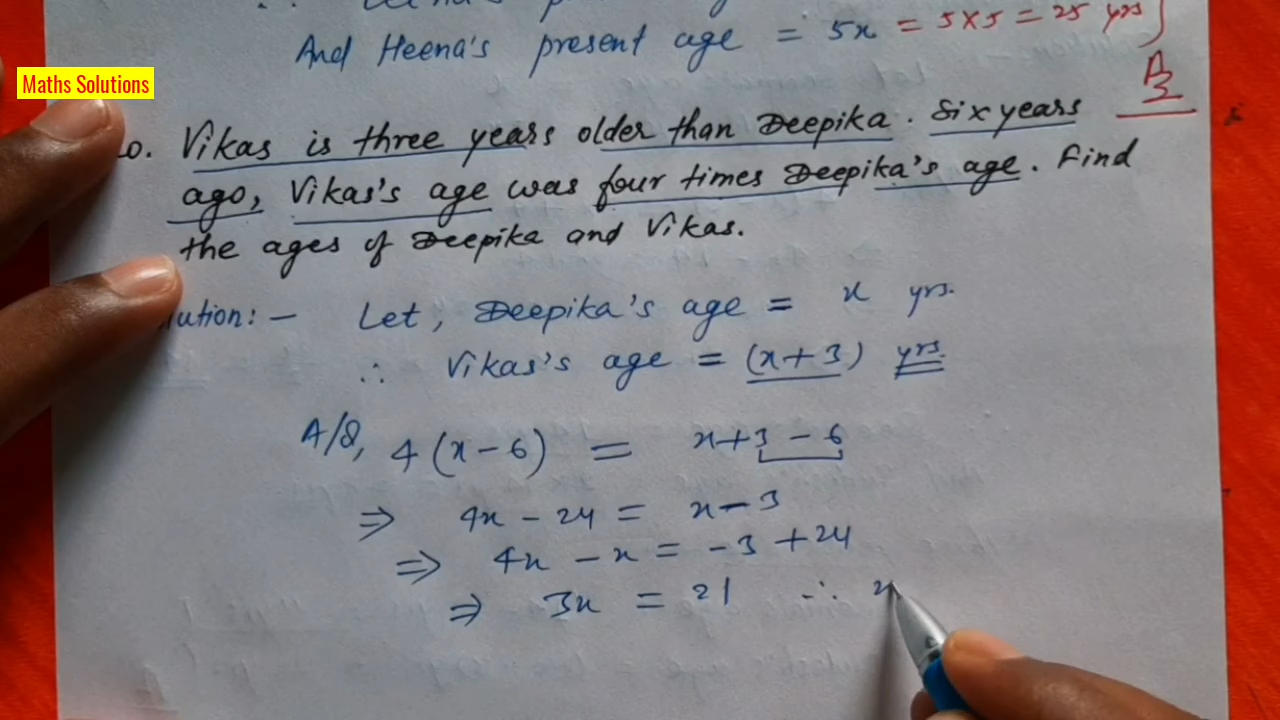 And Heena's present age = 5x = 5×5 = 25 yrs
Maths Solutions
Vikas is three years older than Deepika. Six years
ago, Vikas's age was four times Deepika's age. Find
the ages of Deepika and Vikas.
Let, Deepika's age = x yrs.
∴ Vikas's age = (x+3) yrs.
A/Q, 4(x-6) = x+3-6
⇒ 4x - 24 = x-3
⇒ 4x - x = -3 + 24
⇒ 3x = 21 ∴ x